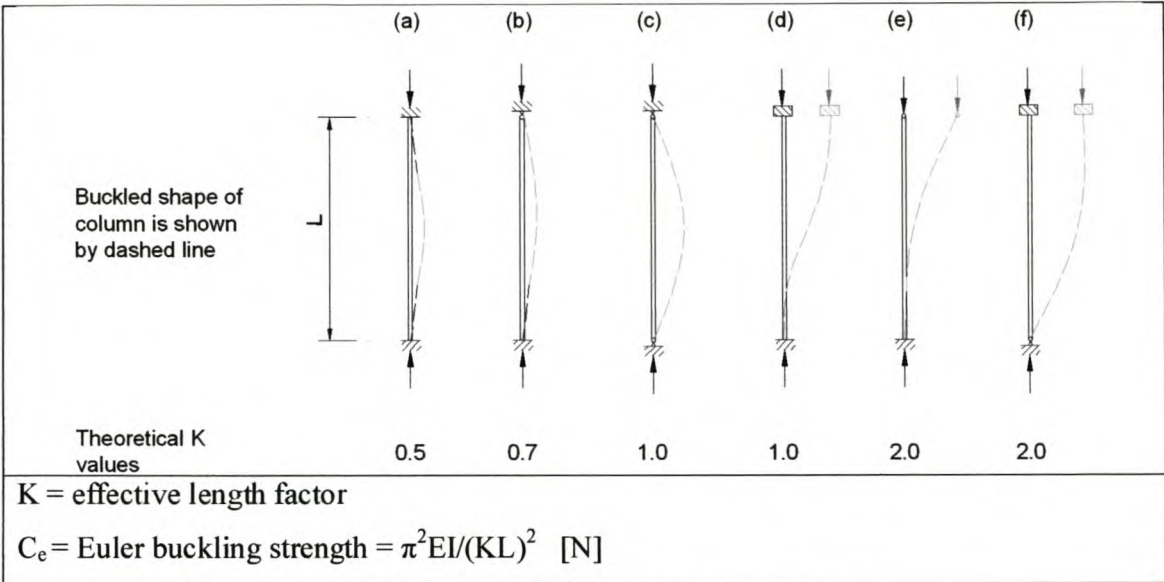 (a) (b) (c) (d) (e) (f)
Buckled shape of
column is shown
by dashed line
L
Theoretical K
values
0.5 0.7 1.0 1.0 2.0 2.0
K = effective length factor
Cₑ = Euler buckling strength = π²EI/(KL)² [N]